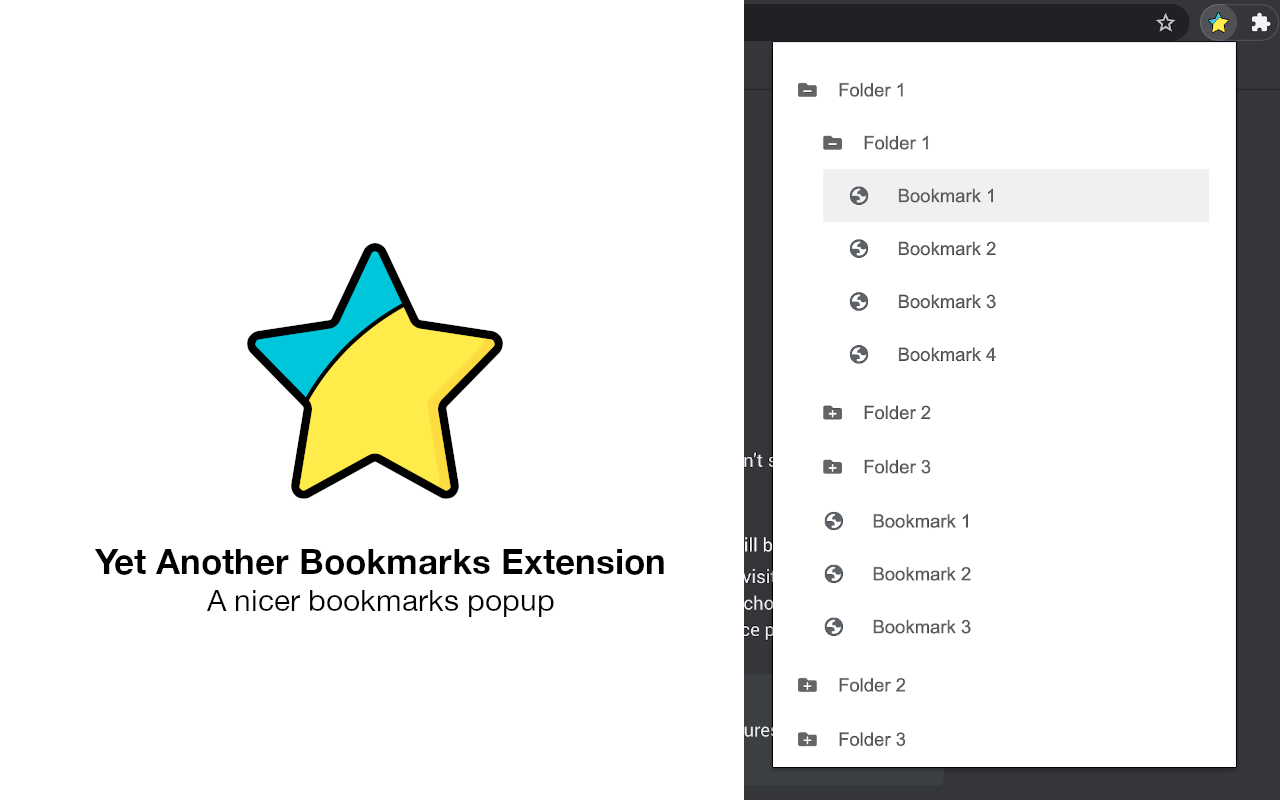 Yet Another Bookmarks Extension
A nicer bookmarks popup
Folder 1
Folder 1
Bookmark 1
Bookmark 2
Bookmark 3
Bookmark 4
Folder 2
Folder 3
Bookmark 1
Bookmark 2
Bookmark 3
Folder 2
Folder 3
n't s
ill b
visit
cho
ce p
ures